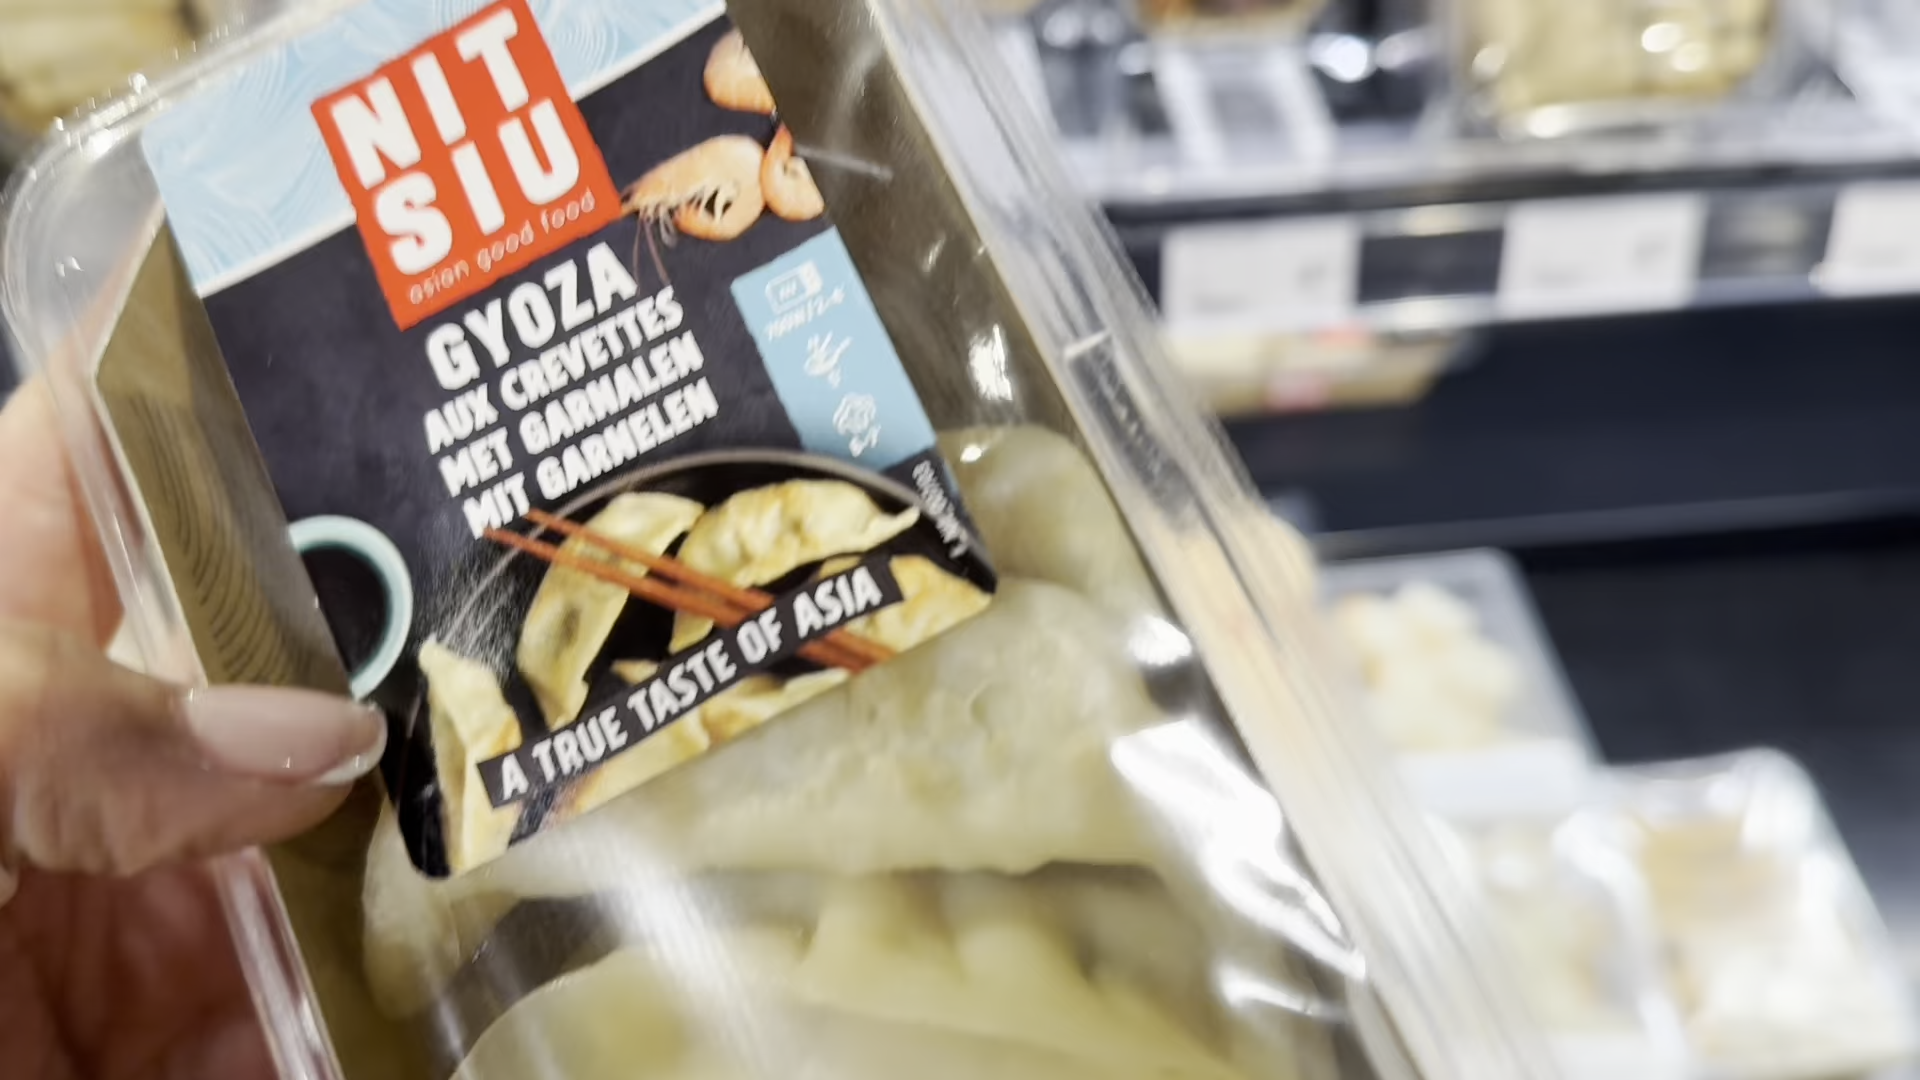 NIT
SIU
asian good food
GYOZA
AUX CREVETTES
MET GARNALEN
MIT GARNELEN
A TRUE TASTE OF ASIA